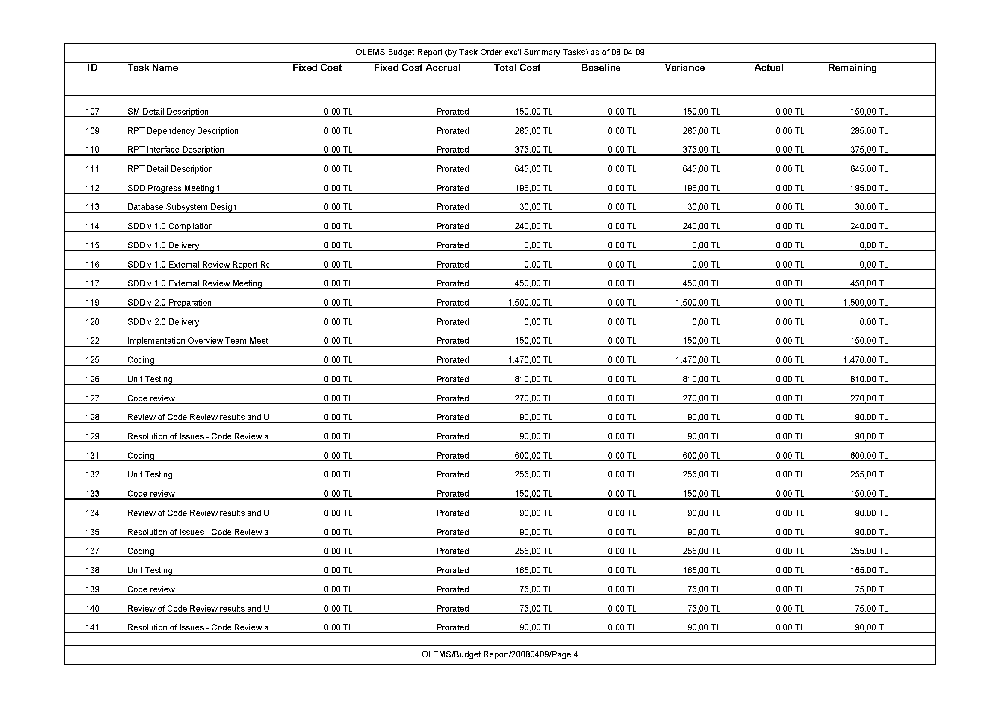 OLEMS Budget Report (by Task Order-exc'l Summary Tasks) as of 08.04.09
ID Task Name Fixed Cost Fixed Cost Accrual Total Cost Baseline Variance Actual Remaining
107 SM Detail Description 0,00 TL Prorated 150,00 TL 0,00 TL 150,00 TL 0,00 TL 150,00 TL
109 RPT Dependency Description 0,00 TL Prorated 285,00 TL 0,00 TL 285,00 TL 0,00 TL 285,00 TL
110 RPT Interface Description 0,00 TL Prorated 375,00 TL 0,00 TL 375,00 TL 0,00 TL 375,00 TL
111 RPT Detail Description 0,00 TL Prorated 645,00 TL 0,00 TL 645,00 TL 0,00 TL 645,00 TL
112 SDD Progress Meeting 1 0,00 TL Prorated 195,00 TL 0,00 TL 195,00 TL 0,00 TL 195,00 TL
113 Database Subsystem Design 0,00 TL Prorated 30,00 TL 0,00 TL 30,00 TL 0,00 TL 30,00 TL
114 SDD v.1.0 Compilation 0,00 TL Prorated 240,00 TL 0,00 TL 240,00 TL 0,00 TL 240,00 TL
115 SDD v.1.0 Delivery 0,00 TL Prorated 0,00 TL 0,00 TL 0,00 TL 0,00 TL 0,00 TL
116 SDD v.1.0 External Review Report Re 0,00 TL Prorated 0,00 TL 0,00 TL 0,00 TL 0,00 TL 0,00 TL
117 SDD v.1.0 External Review Meeting 0,00 TL Prorated 450,00 TL 0,00 TL 450,00 TL 0,00 TL 450,00 TL
119 SDD v.2.0 Preparation 0,00 TL Prorated 1.500,00 TL 0,00 TL 1.500,00 TL 0,00 TL 1.500,00 TL
120 SDD v.2.0 Delivery 0,00 TL Prorated 0,00 TL 0,00 TL 0,00 TL 0,00 TL 0,00 TL
122 Implementation Overview Team Meeti 0,00 TL Prorated 150,00 TL 0,00 TL 150,00 TL 0,00 TL 150,00 TL
125 Coding 0,00 TL Prorated 1.470,00 TL 0,00 TL 1.470,00 TL 0,00 TL 1.470,00 TL
126 Unit Testing 0,00 TL Prorated 810,00 TL 0,00 TL 810,00 TL 0,00 TL 810,00 TL
127 Code review 0,00 TL Prorated 270,00 TL 0,00 TL 270,00 TL 0,00 TL 270,00 TL
128 Review of Code Review results and U 0,00 TL Prorated 90,00 TL 0,00 TL 90,00 TL 0,00 TL 90,00 TL
129 Resolution of Issues - Code Review a 0,00 TL Prorated 90,00 TL 0,00 TL 90,00 TL 0,00 TL 90,00 TL
131 Coding 0,00 TL Prorated 600,00 TL 0,00 TL 600,00 TL 0,00 TL 600,00 TL
132 Unit Testing 0,00 TL Prorated 255,00 TL 0,00 TL 255,00 TL 0,00 TL 255,00 TL
133 Code review 0,00 TL Prorated 150,00 TL 0,00 TL 150,00 TL 0,00 TL 150,00 TL
134 Review of Code Review results and U 0,00 TL Prorated 90,00 TL 0,00 TL 90,00 TL 0,00 TL 90,00 TL
135 Resolution of Issues - Code Review a 0,00 TL Prorated 90,00 TL 0,00 TL 90,00 TL 0,00 TL 90,00 TL
137 Coding 0,00 TL Prorated 255,00 TL 0,00 TL 255,00 TL 0,00 TL 255,00 TL
138 Unit Testing 0,00 TL Prorated 165,00 TL 0,00 TL 165,00 TL 0,00 TL 165,00 TL
139 Code review 0,00 TL Prorated 75,00 TL 0,00 TL 75,00 TL 0,00 TL 75,00 TL
140 Review of Code Review results and U 0,00 TL Prorated 75,00 TL 0,00 TL 75,00 TL 0,00 TL 75,00 TL
141 Resolution of Issues - Code Review a 0,00 TL Prorated 90,00 TL 0,00 TL 90,00 TL 0,00 TL 90,00 TL
OLEMS/Budget Report/20080409/Page 4